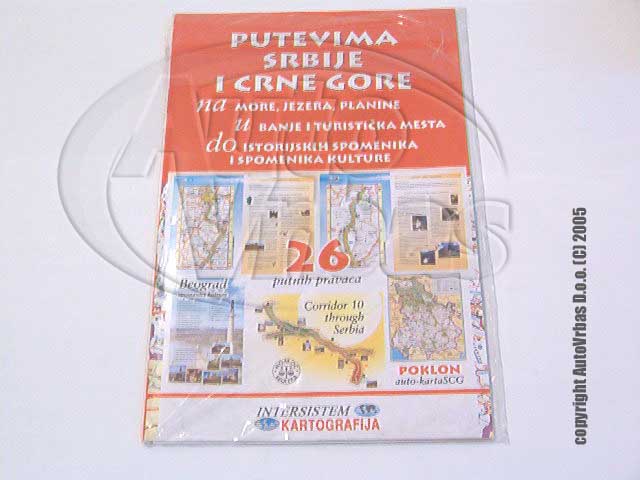 PUTEVIMA
SRBIJE
I CRNE GORE
na MORE, JEZERA, PLANINE
u BANJE I TURISTIČKA MESTA
do ISTORIJSKIH SPOMENIKA
I SPOMENIKA KULTURE
26
putnih pravaca
Beograd
Corridor 10
through
Serbia
POKLON
auto-kartaSCG
INTERSISTEM
KARTOGRAFIJA
copyright AutoVrbas D.o.o. (C) 2005